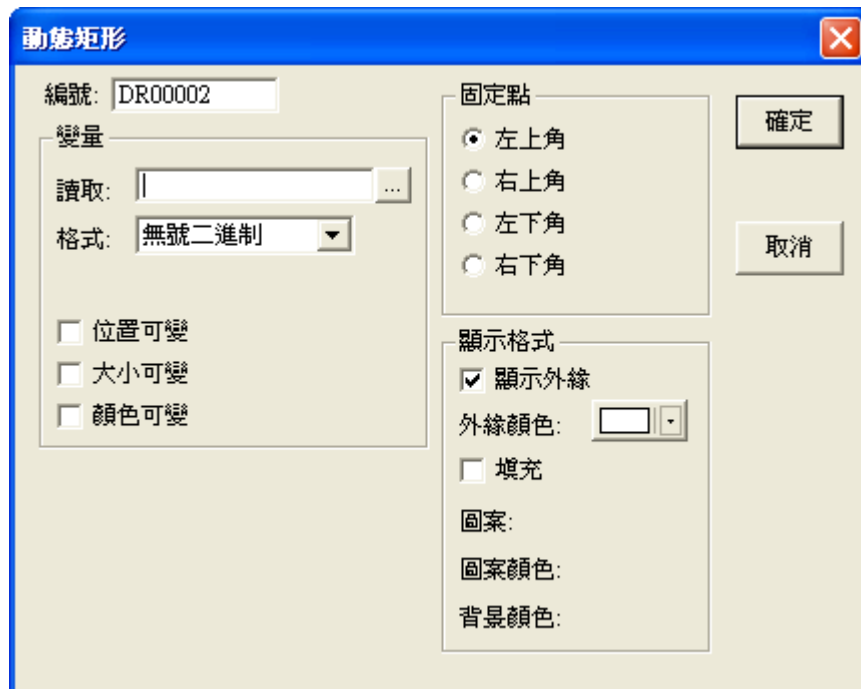 動態矩形
編號: DR00002
變量
讀取:
...
格式: 無號二進制
位置可變
大小可變
顏色可變
固定點
左上角
右上角
左下角
右下角
顯示格式
顯示外緣
外緣顏色:
填充
圖案:
圖案顏色:
背景顏色:
確定
取消